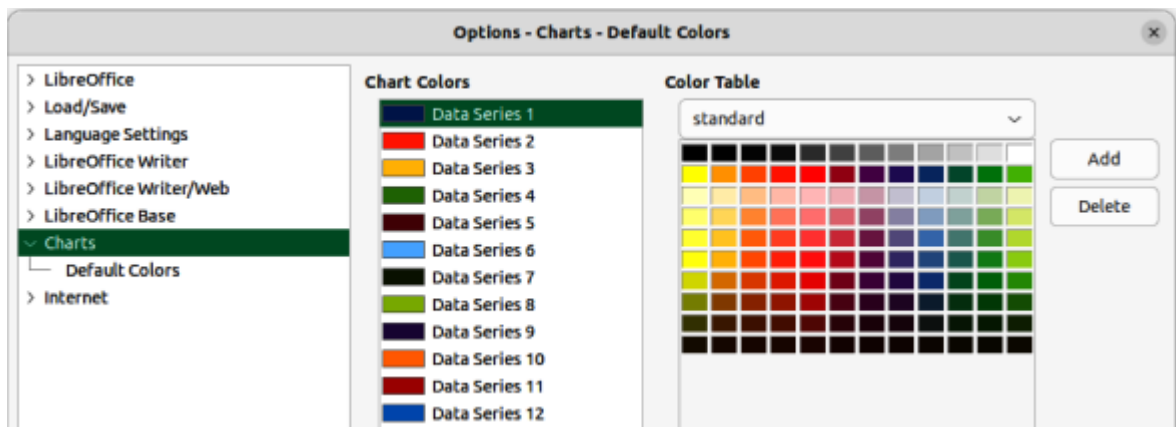 Options - Charts - Default Colors
LibreOffice
Load/Save
Language Settings
LibreOffice Writer
LibreOffice Writer/Web
LibreOffice Base
Charts
Default Colors
Internet
Chart Colors
Data Series 1
Data Series 2
Data Series 3
Data Series 4
Data Series 5
Data Series 6
Data Series 7
Data Series 8
Data Series 9
Data Series 10
Data Series 11
Data Series 12
Color Table
standard
Add
Delete